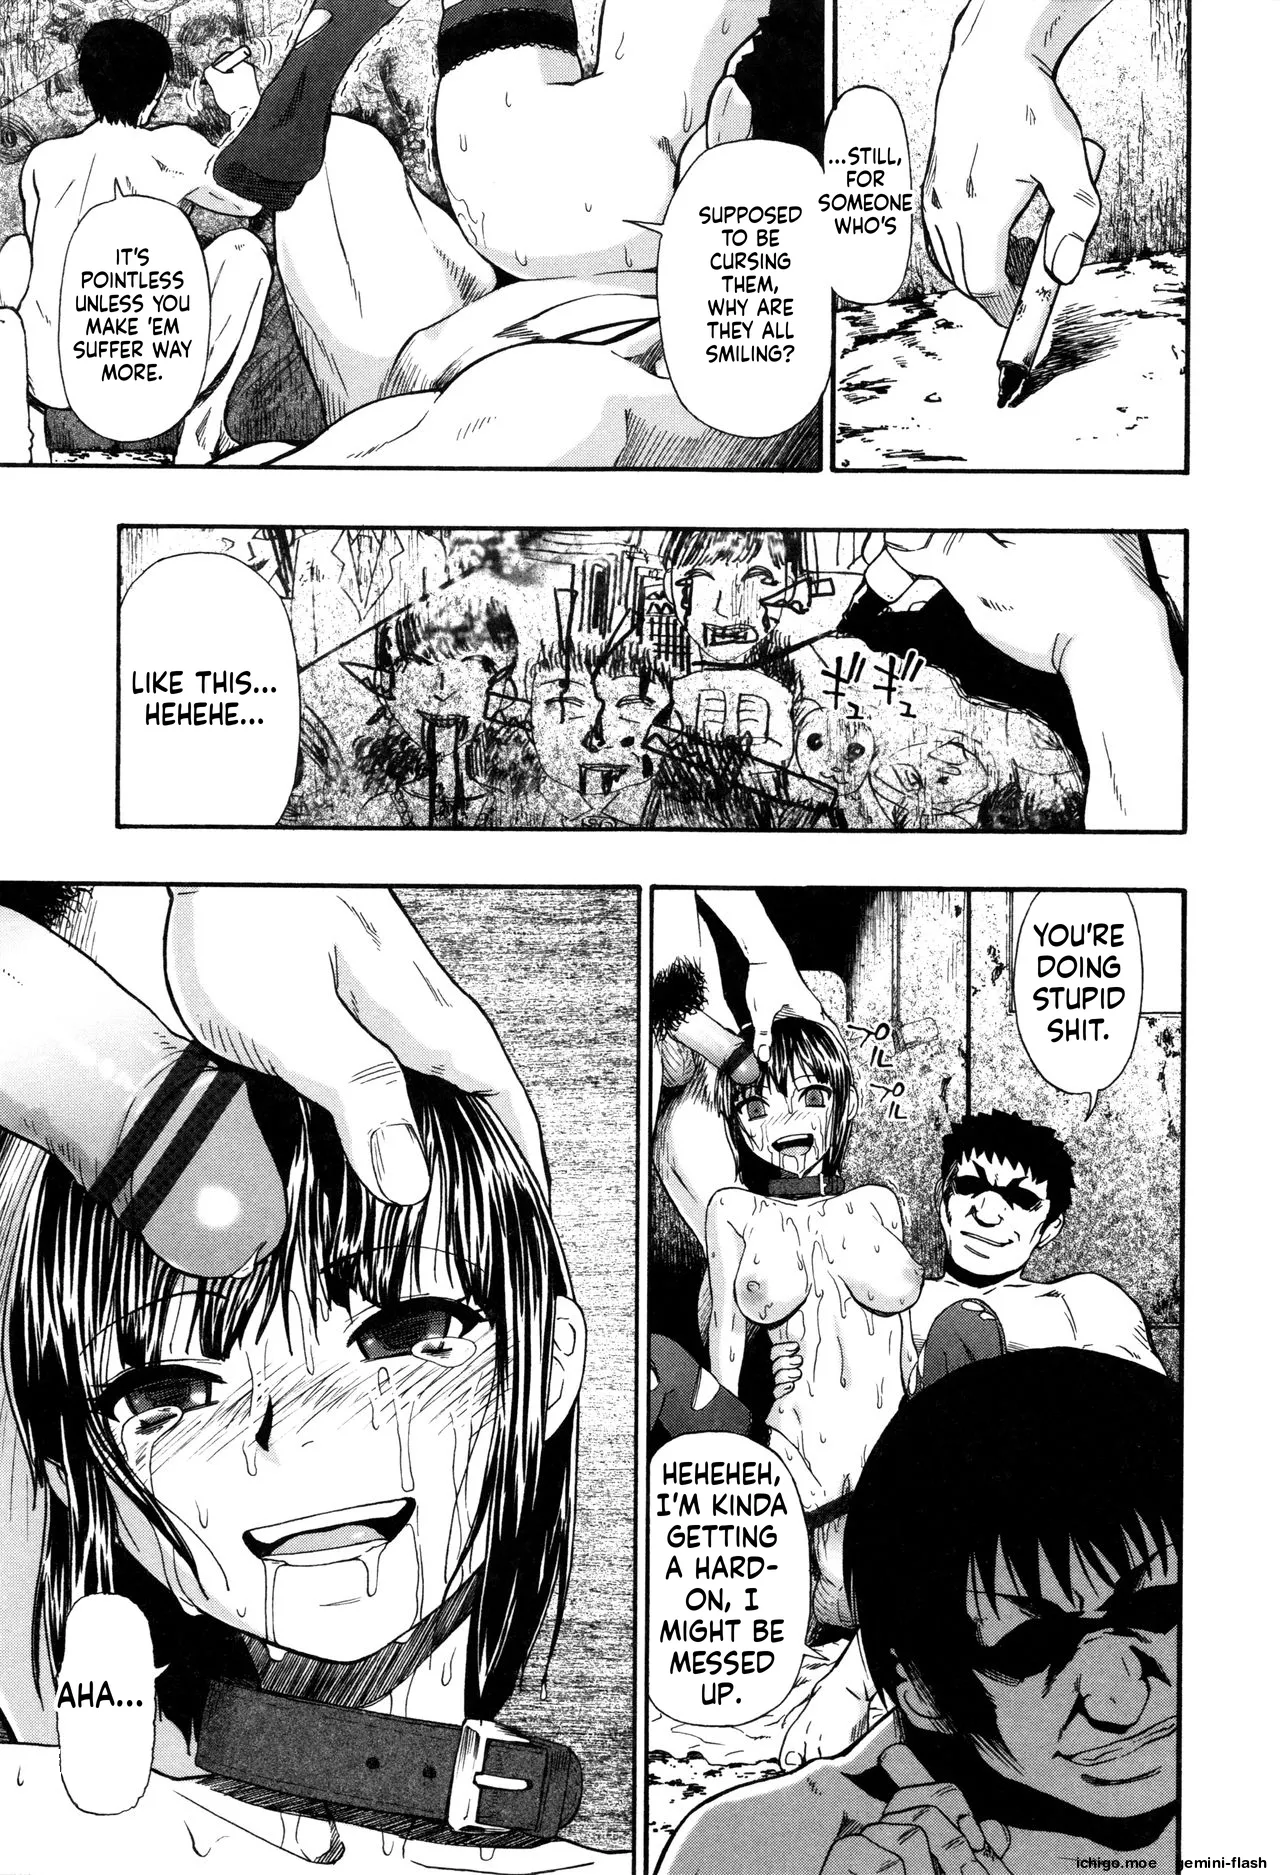 ...STILL,
FOR
SOMEONE
WHO'S
SUPPOSED
TO BE
CURSING
THEM,
WHY ARE
THEY ALL
SMILING?
IT'S
POINTLESS
UNLESS YOU
MAKE 'EM
SUFFER WAY
MORE.
ギュ
ギュ
LIKE THIS...
HEHEHE...
YOU'RE
DOING
STUPID
SHIT.
プル
プル
HEHEHEH,
I'M KINDA
GETTING
A HARD-
ON, I
MIGHT BE
MESSED
UP.
AHA...
ichigo.moe gemini-flash